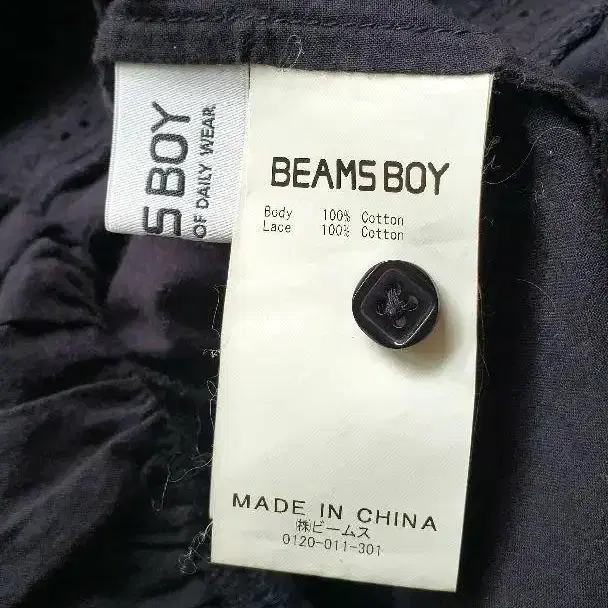 S BOY
OF DAILY WEAR
BEAMS BOY
Body 100% Cotton
Lace 100% Cotton
MADE IN CHINA
㈱ビームス
0120-011-301